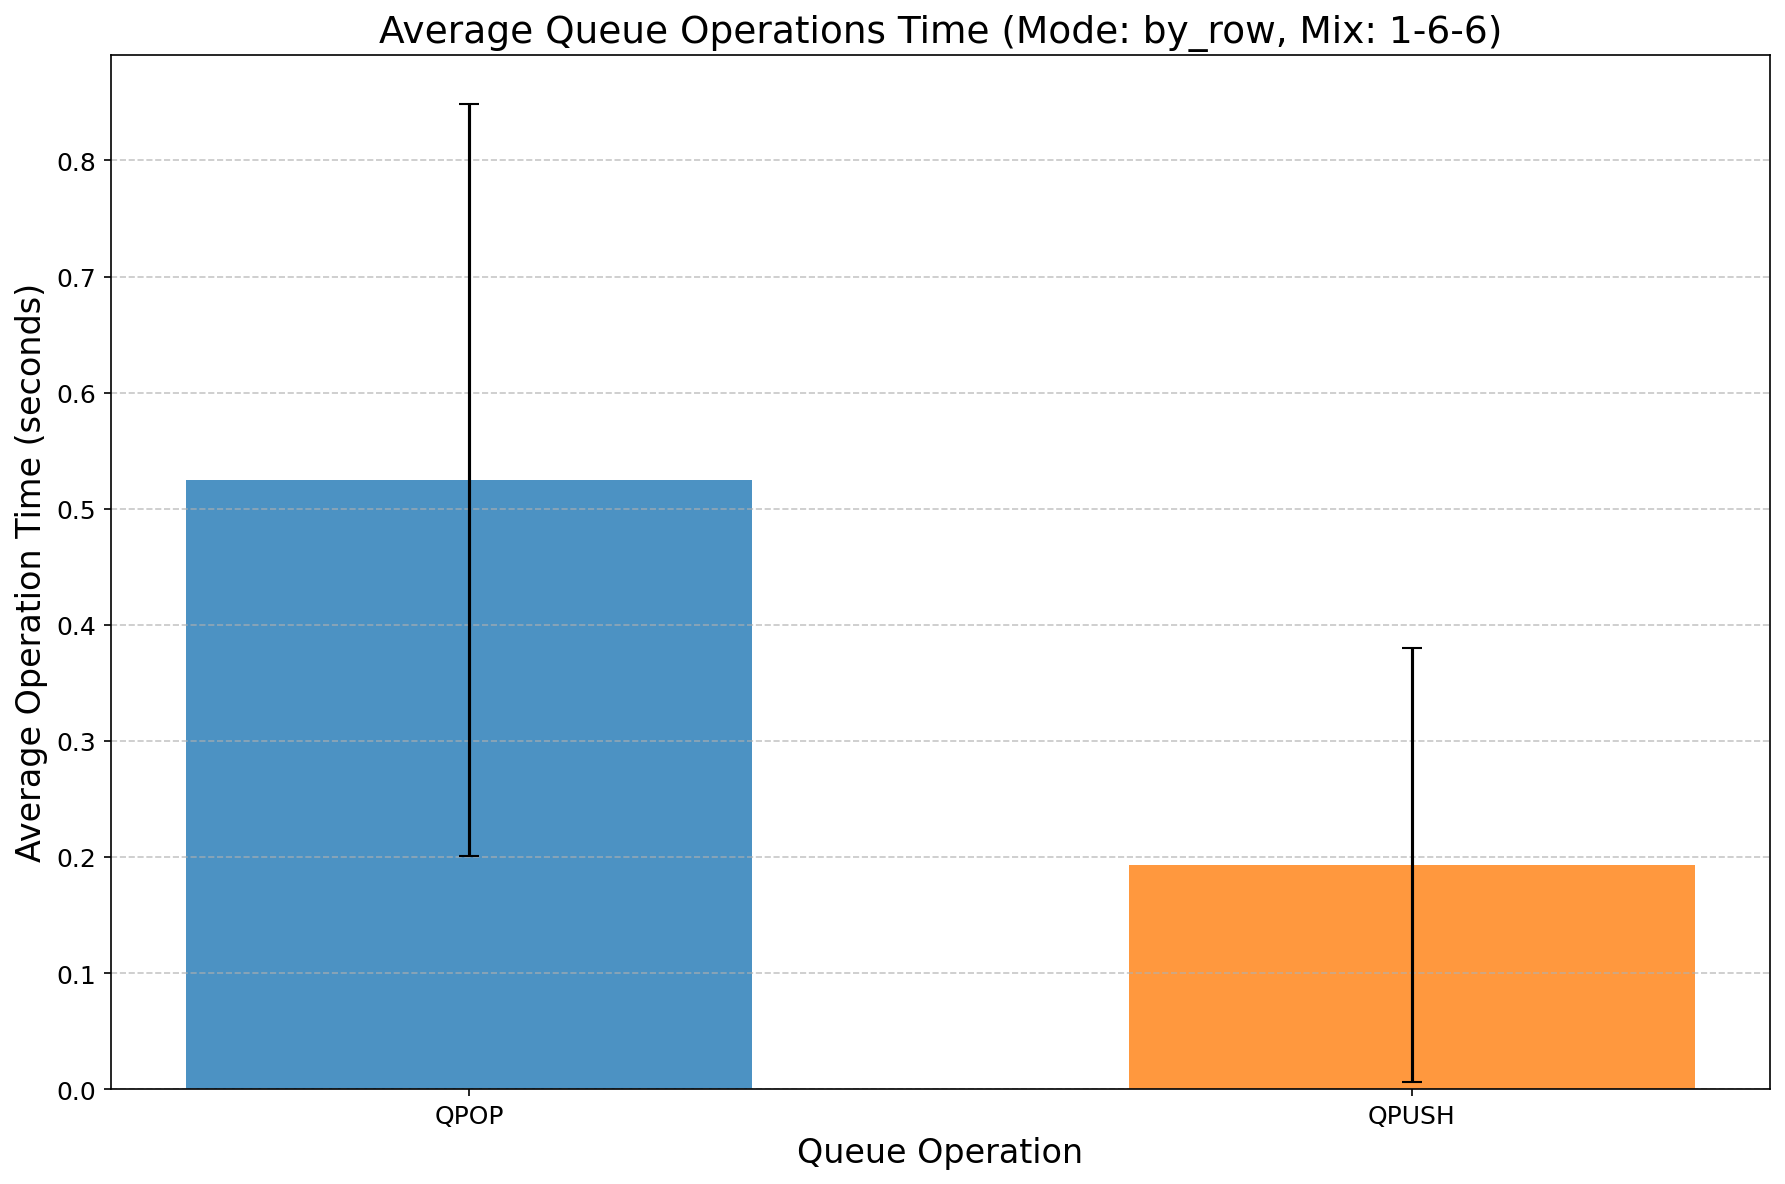 Average Queue Operations Time (Mode: by_row, Mix: 1-6-6)
Average Operation Time (seconds)
0.8
0.7
0.6
0.5
0.4
0.3
0.2
0.1
0.0
QPOP
QPUSH
Queue Operation